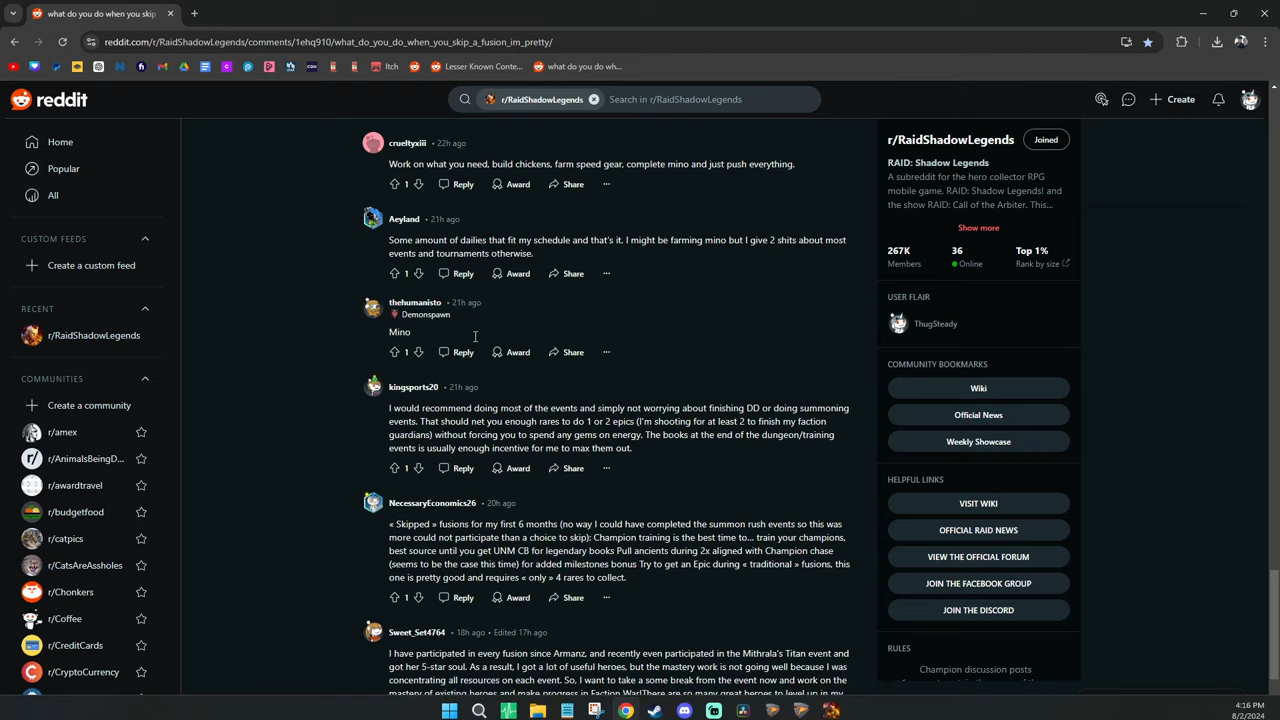 what do you do when you skip
reddit.com/r/RaidShadowLegends/comments/1ehq910/what_do_you_do_when_you_skip_a_fusion_im_pretty/
Itch
Lesser Known Conte...
what do you do wh...
reddit
r/RaidShadowLegends
Search in r/RaidShadowLegends
Create
Home
Popular
All
CUSTOM FEEDS
Create a custom feed
RECENT
r/RaidShadowLegends
COMMUNITIES
Create a community
r/amex
r/AnimalsBeingD...
r/awardtravel
r/budgetfood
r/catpics
r/CatsAreAssholes
r/Chonkers
r/Coffee
r/CreditCards
r/CryptoCurrency
crueltyxiii • 22h ago
Work on what you need, build chickens, farm speed gear, complete mino and just push everything.
1 Reply Award Share ...
Aeyland • 21h ago
Some amount of dailies that fit my schedule and that's it. I might be farming mino but I give 2 shits about most
events and tournaments otherwise.
1 Reply Award Share ...
thehumanisto • 21h ago
Demonspawn
Mino
1 Reply Award Share ...
kingsports20 • 21h ago
I would recommend doing most of the events and simply not worrying about finishing DD or doing summoning
events. That should net you enough rares to do 1 or 2 epics (I'm shooting for at least 2 to finish my faction
guardians) without forcing you to spend any gems on energy. The books at the end of the dungeon/training
events is usually enough incentive for me to max them out.
1 Reply Award Share ...
NecessaryEconomics26 • 20h ago
« Skipped » fusions for my first 6 months (no way I could have completed the summon rush events so this was
more could not participate than a choice to skip): Champion training is the best time to... train your champions,
best source until you get UNM CB for legendary books Pull ancients during 2x aligned with Champion chase
(seems to be the case this time) for added milestones bonus Try to get an Epic during « traditional » fusions, this
one is pretty good and requires « only » 4 rares to collect.
1 Reply Award Share ...
Sweet_Set4764 • 18h ago • Edited 17h ago
I have participated in every fusion since Armanz, and recently even participated in the Mithrala's Titan event and
got her 5-star soul. As a result, I got a lot of useful heroes, but the mastery work is not going well because I was
concentrating all resources on each event. So, I want to take a some break from the event now and work on the
mastery of existing heroes and make progress in Faction War!There are so many great heroes to level up in my
r/RaidShadowLegends
Joined
RAID: Shadow Legends
A subreddit for the hero collector RPG
mobile game, RAID: Shadow Legends! and
the show RAID: Call of the Arbiter. This...
Show more
267K 36 Top 1%
Members Online Rank by size
USER FLAIR
ThugSteady
COMMUNITY BOOKMARKS
Wiki
Official News
Weekly Showcase
HELPFUL LINKS
VISIT WIKI
OFFICIAL RAID NEWS
VIEW THE OFFICIAL FORUM
JOIN THE FACEBOOK GROUP
JOIN THE DISCORD
RULES
Champion discussion posts
4:16 PM
8/2/2024